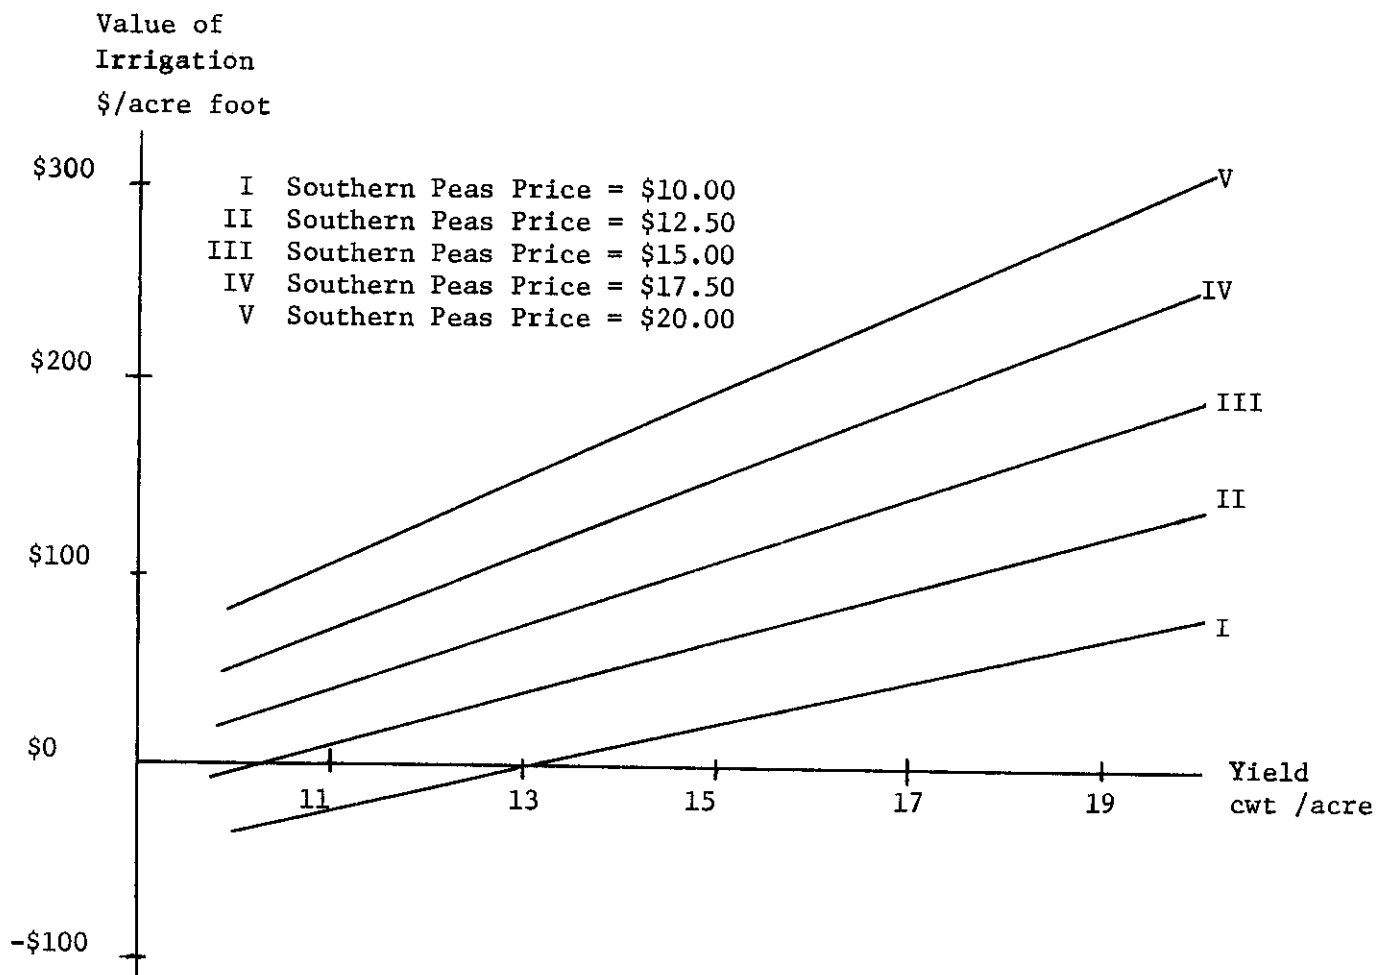 Value of
Irrigation
$/acre foot
$300
I Southern Peas Price = $10.00
II Southern Peas Price = $12.50
III Southern Peas Price = $15.00
IV Southern Peas Price = $17.50
V Southern Peas Price = $20.00
V
IV
$200
III
II
$100
I
$0
Yield
cwt /acre
11
13
15
17
19
-$100